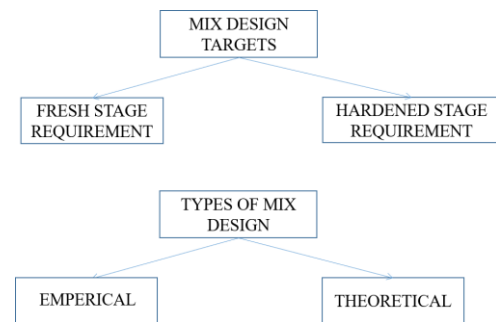 MIX DESIGN
TARGETS
FRESH STAGE
REQUIREMENT
HARDENED STAGE
REQUIREMENT
TYPES OF MIX
DESIGN
EMPERICAL
THEORETICAL